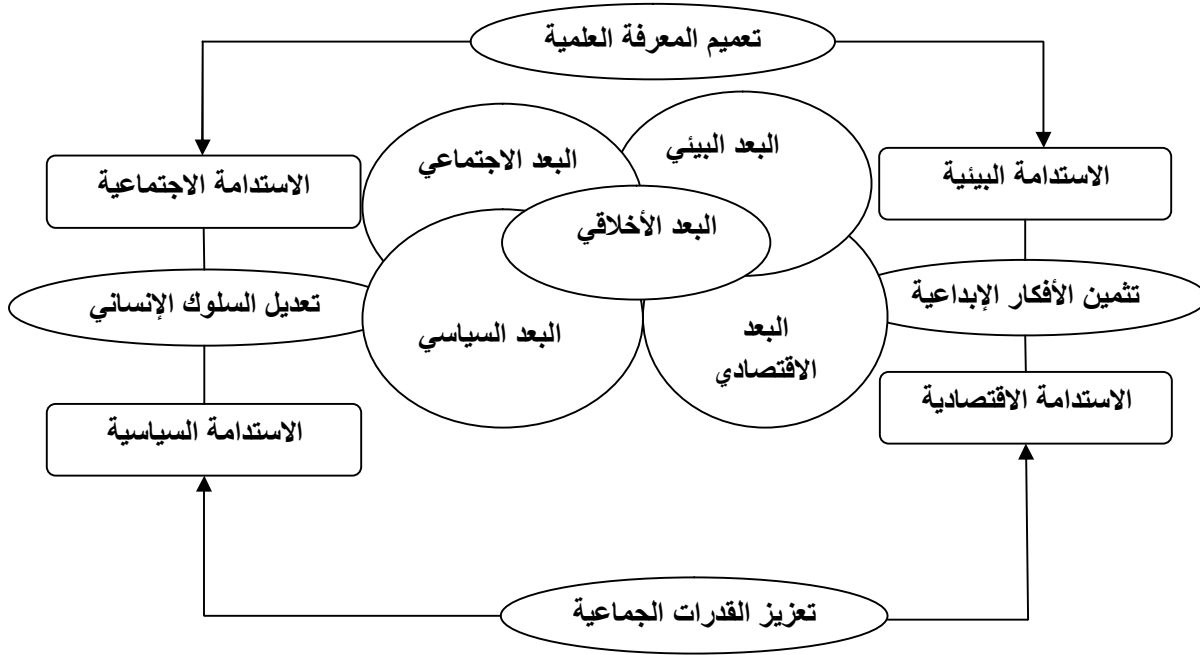 تعميم المعرفة العلمية
البعد البيئي
البعد الاجتماعي
الاستدامة البيئية
الاستدامة الاجتماعية
البعد الأخلاقي
تثمين الأفكار الإبداعية
تعديل السلوك الإنساني
البعد
الاقتصادي
البعد السياسي
الاستدامة الاقتصادية
الاستدامة السياسية
تعزيز القدرات الجماعية